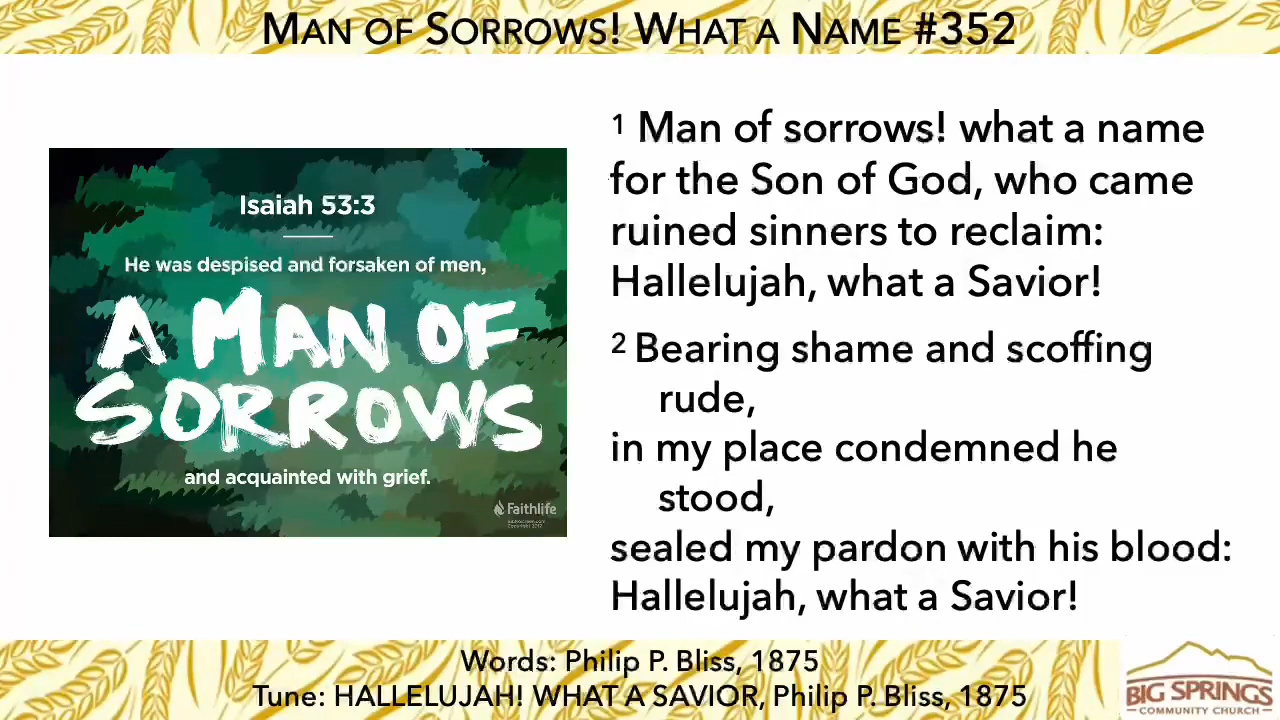 MAN OF SORROWS! WHAT A NAME #352
Isaiah 53:3
He was despised and forsaken of men,
A MAN OF
SORROWS
and acquainted with grief.
Faithlife
1 Man of sorrows! what a name
for the Son of God, who came
ruined sinners to reclaim:
Hallelujah, what a Savior!
2 Bearing shame and scoffing
rude,
in my place condemned he
stood,
sealed my pardon with his blood:
Hallelujah, what a Savior!
Words: Philip P. Bliss, 1875
Tune: HALLELUJAH! WHAT A SAVIOR, Philip P. Bliss, 1875
BIG SPRINGS
COMMUNITY CHURCH